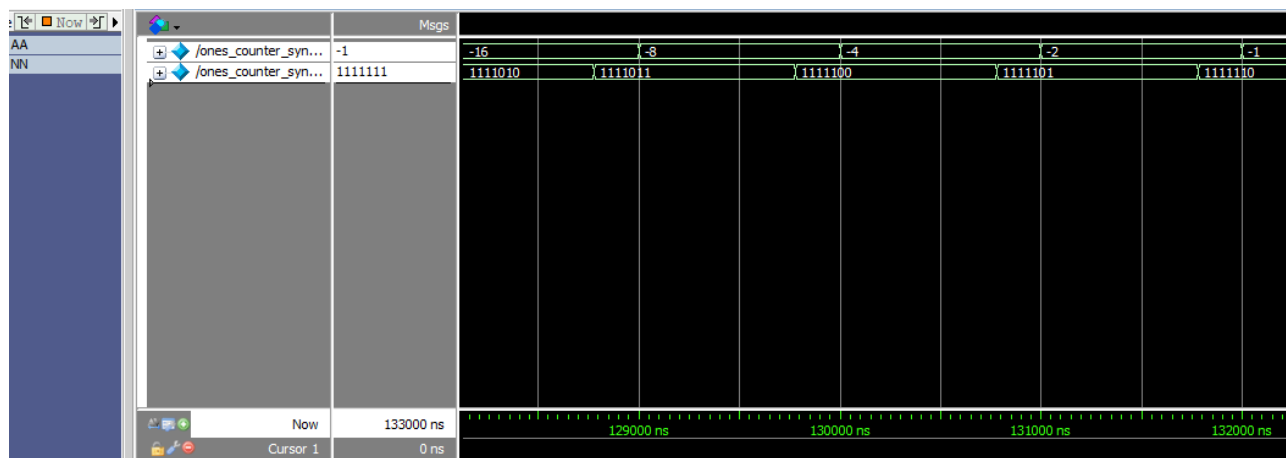 Now
AA
NN
Msgs
/ones_counter_syn... -1 -16 -8 -4 -2 -1
/ones_counter_syn... 1111111 1111010 1111011 1111100 1111101 1111110
Now 133000 ns 129000 ns 130000 ns 131000 ns 132000 ns
Cursor 1 0 ns